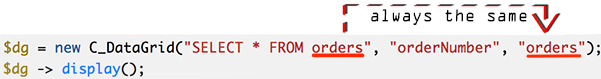 always the same
$dg = new C_DataGrid("SELECT * FROM orders", "orderNumber", "orders");
$dg -> display();